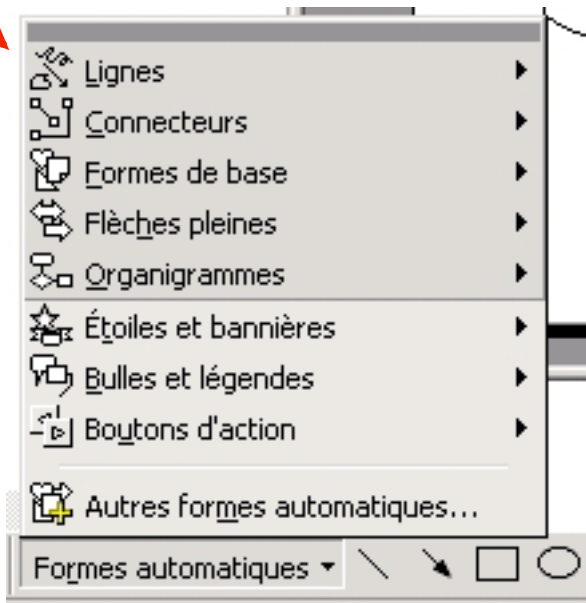 Lignes
Connecteurs
Formes de base
Flèches pleines
Organigrammes
Étoiles et bannières
Bulles et légendes
Boutons d'action
Autres formes automatiques...
Formes automatiques